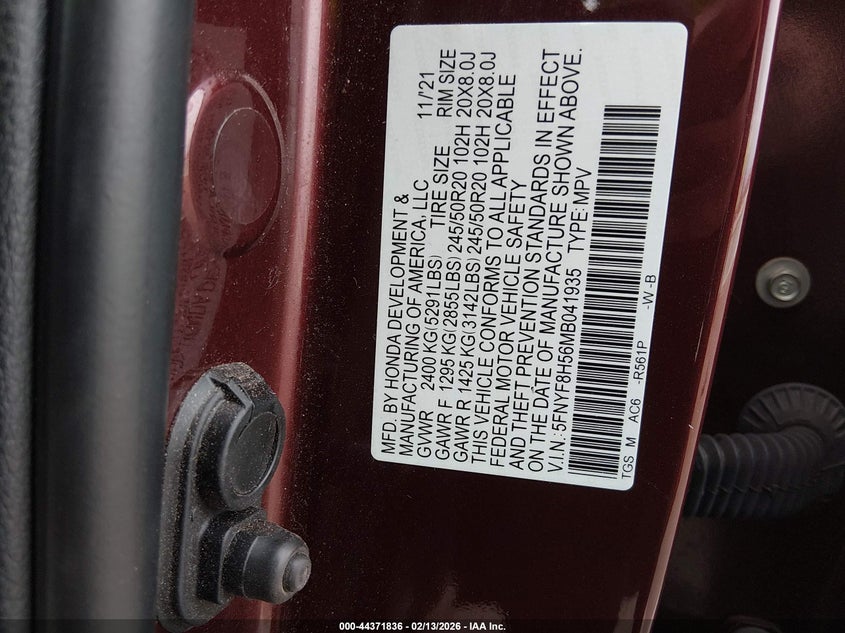 MFD. BY HONDA DEVELOPMENT &
MANUFACTURING OF AMERICA, LLC 11/'21
GVWR 2400 KG(5291LBS) TIRE SIZE RIM SIZE
GAWR F 1295 KG(2855LBS) 245/50R20 102H 20X8.0J
GAWR R 1425 KG(3142LBS) 245/50R20 102H 20X8.0J
THIS VEHICLE CONFORMS TO ALL APPLICABLE
FEDERAL MOTOR VEHICLE SAFETY
AND THEFT PREVENTION STANDARDS IN EFFECT
ON THE DATE OF MANUFACTURE SHOWN ABOVE.
V.I.N.: 5FNYF8H56MB041935 TYPE: MPV
TGS M AC6 -R561P -W -B
000-44371836 - 02/13/2026 - IAA Inc.